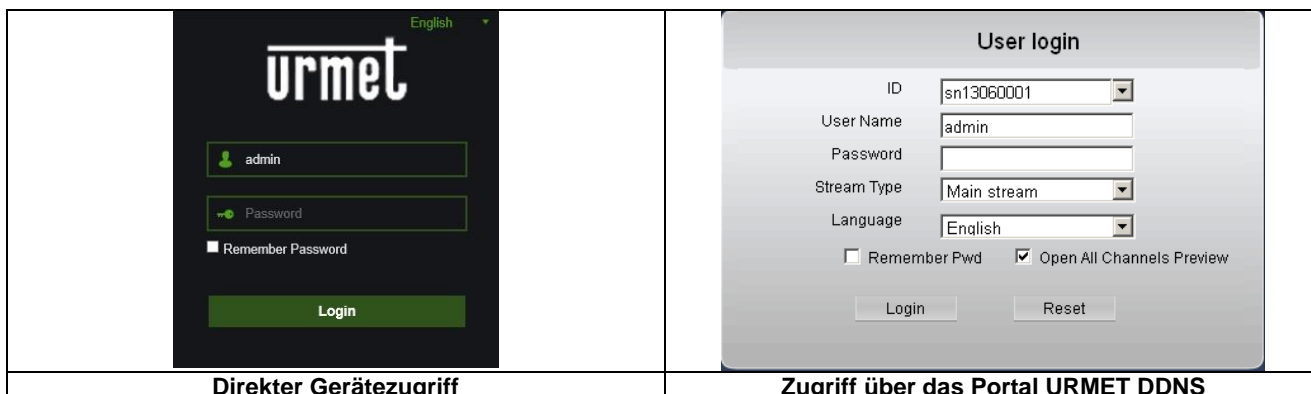 English
urmet
admin
Password
Remember Password
Login
Direkter Gerätezugriff
User login
ID sn13060001
User Name admin
Password
Stream Type Main stream
Language English
Remember Pwd Open All Channels Preview
Login Reset
Zugriff über das Portal URMET DDNS